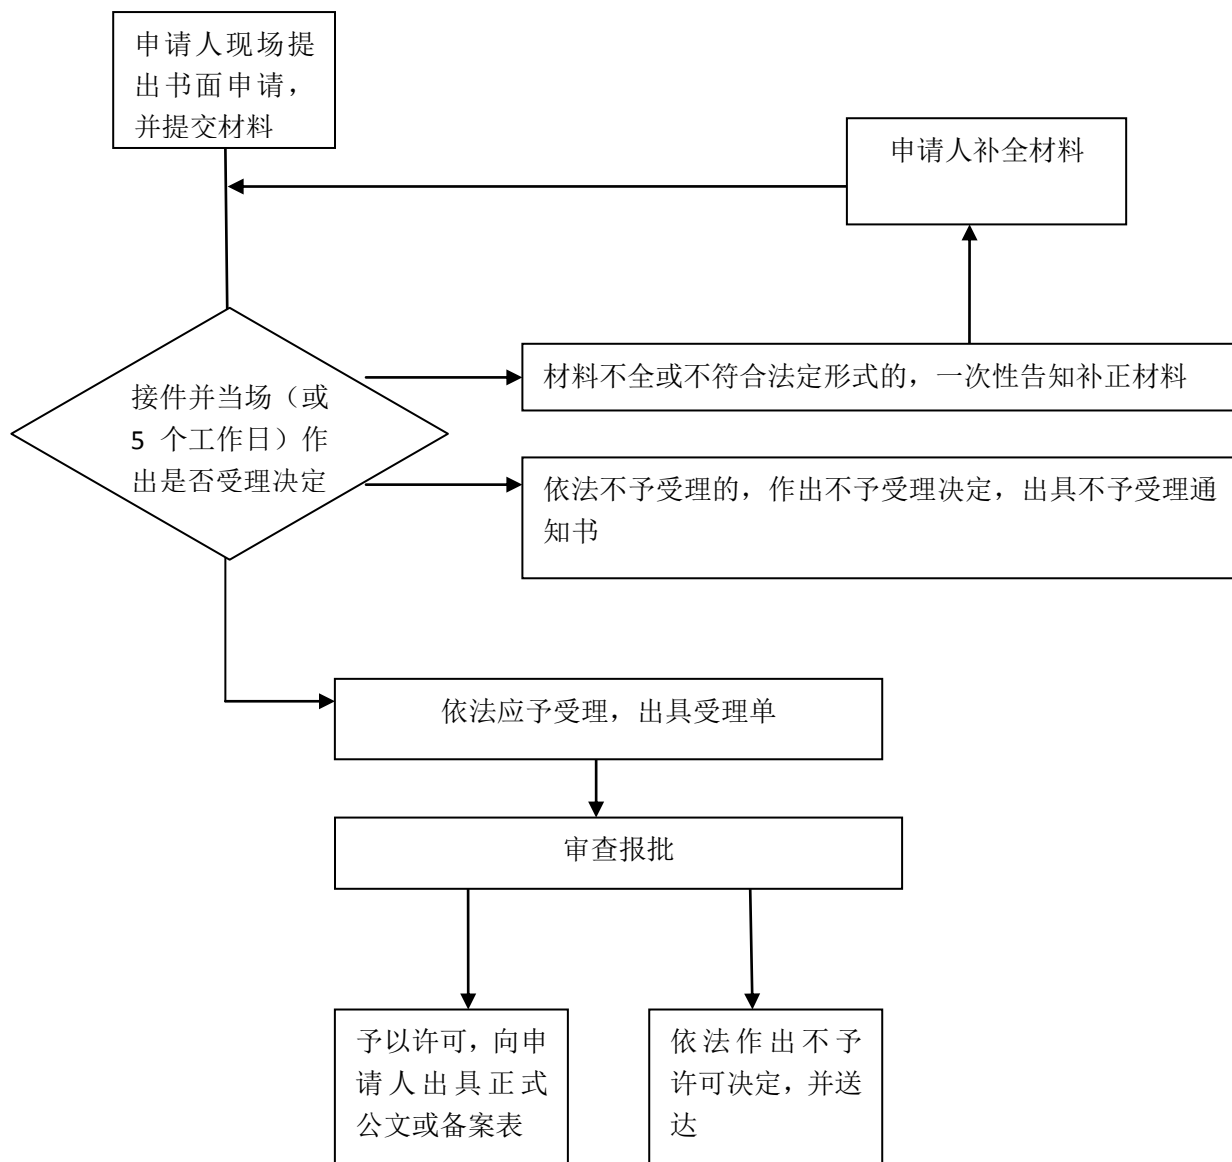 申请人现场提
出书面申请，
并提交材料
申请人补全材料
材料不全或不符合法定形式的，一次性告知补正材料
接件并当场（或
5 个工作日）作
出是否受理决定
依法不予受理的，作出不予受理决定，出具不予受理通
知书
依法应予受理，出具受理单
审查报批
予以许可，向申
请人出具正式
公文或备案表
依法作出不予
许可决定，并送
达